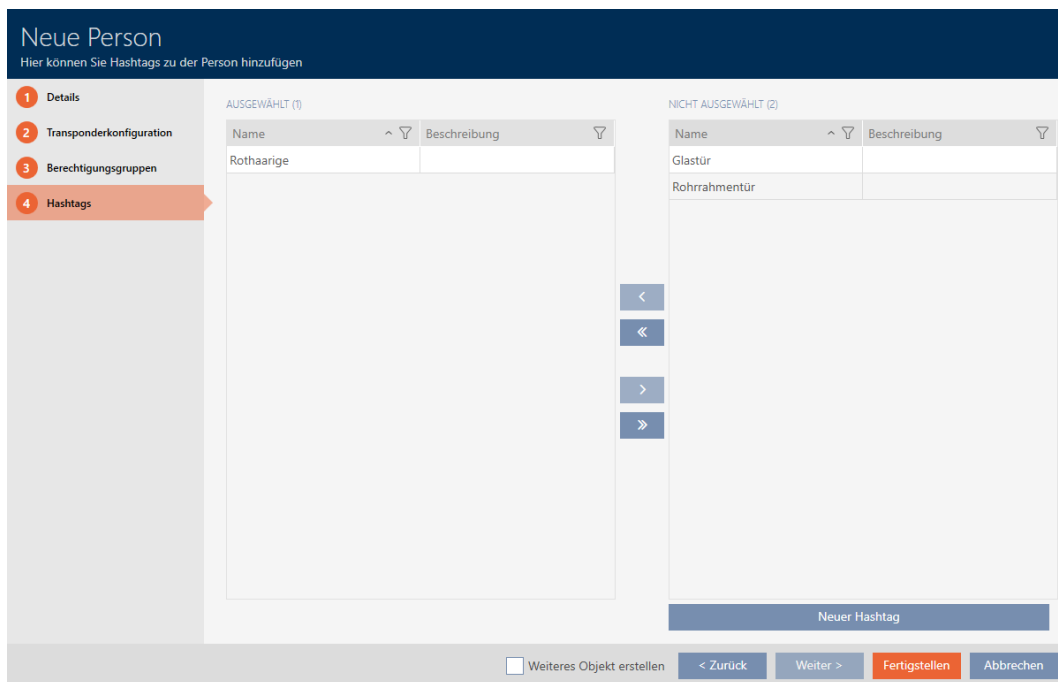 Neue Person
Hier können Sie Hashtags zu der Person hinzufügen
1 Details
2 Transponderkonfiguration
3 Berechtigungsgruppen
4 Hashtags
AUSGEWÄHLT (1)
Name Beschreibung
Rothaarige
NICHT AUSGEWÄHLT (2)
Name Beschreibung
Glastür
Rohrrahmentür
Neuer Hashtag
Weiteres Objekt erstellen < Zurück Weiter > Fertigstellen Abbrechen